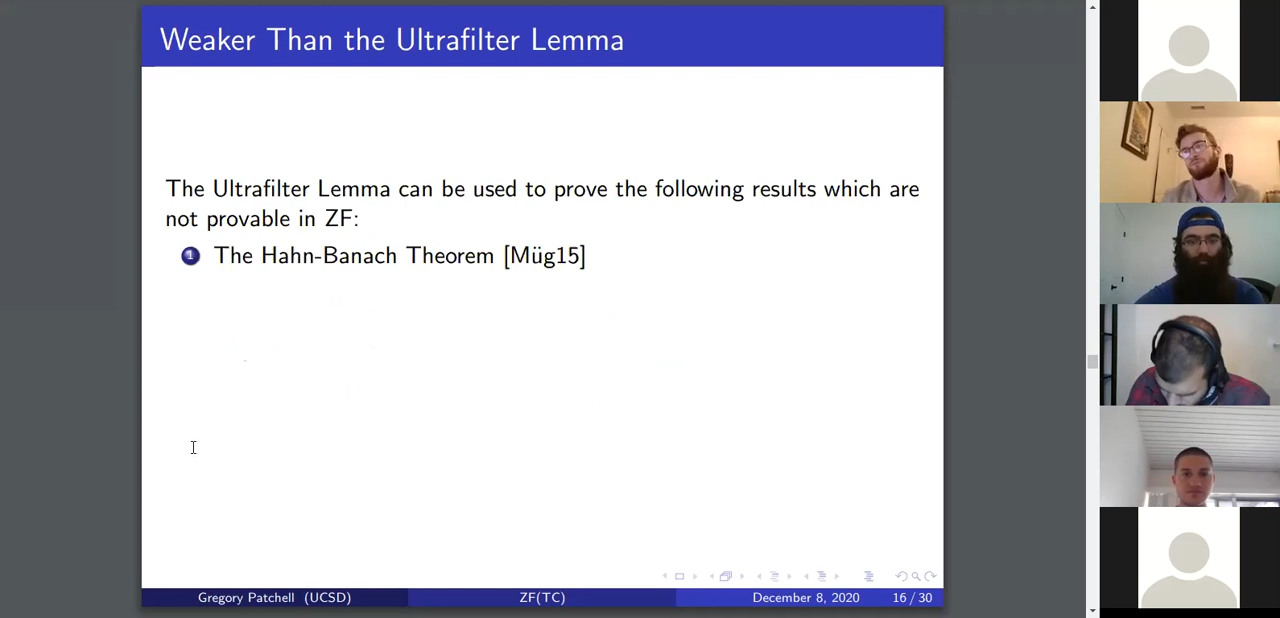 Weaker Than the Ultrafilter Lemma
The Ultrafilter Lemma can be used to prove the following results which are
not provable in ZF:
1 The Hahn-Banach Theorem [Müg15]
Gregory Patchell (UCSD) ZF(TC) December 8, 2020 16 / 30